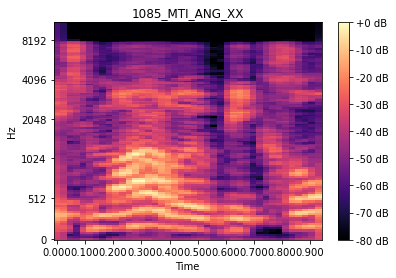 1085_MTI_ANG_XX
+0 dB
8192
-10 dB
4096
-20 dB
-30 dB
2048
Hz
-40 dB
1024
-50 dB
512
-60 dB
-70 dB
0
-80 dB
0.0000.1000.2000.3000.4000.5000.6000.7000.8000.900
Time